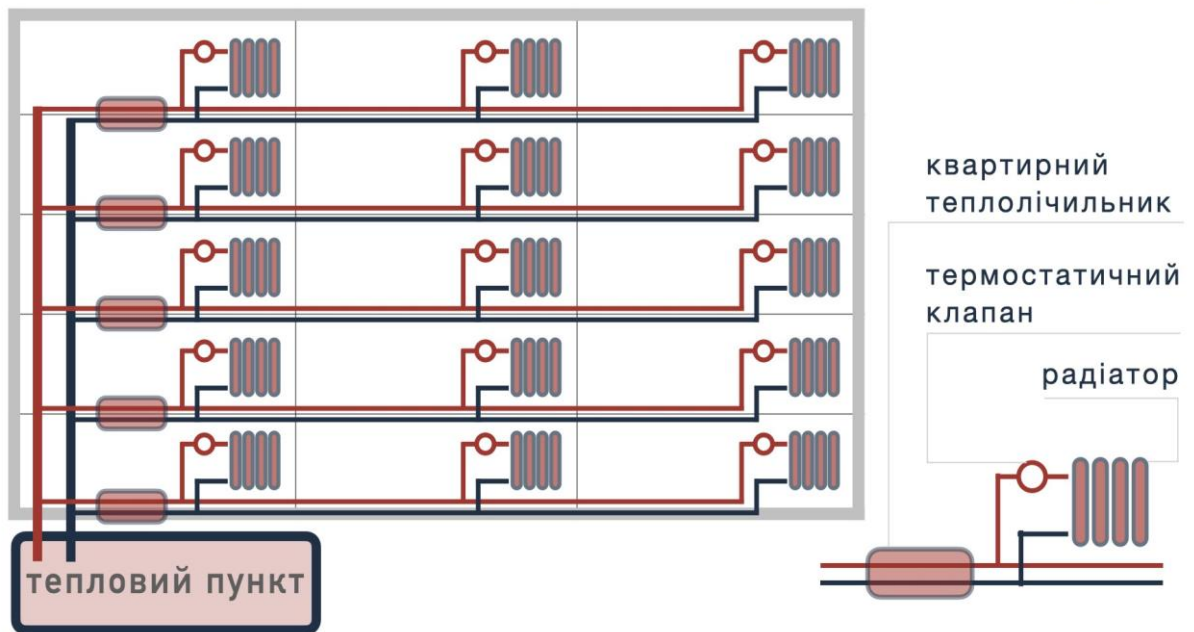 квартирний
теплолічильник
термостатичний
клапан
радіатор
тепловий пункт